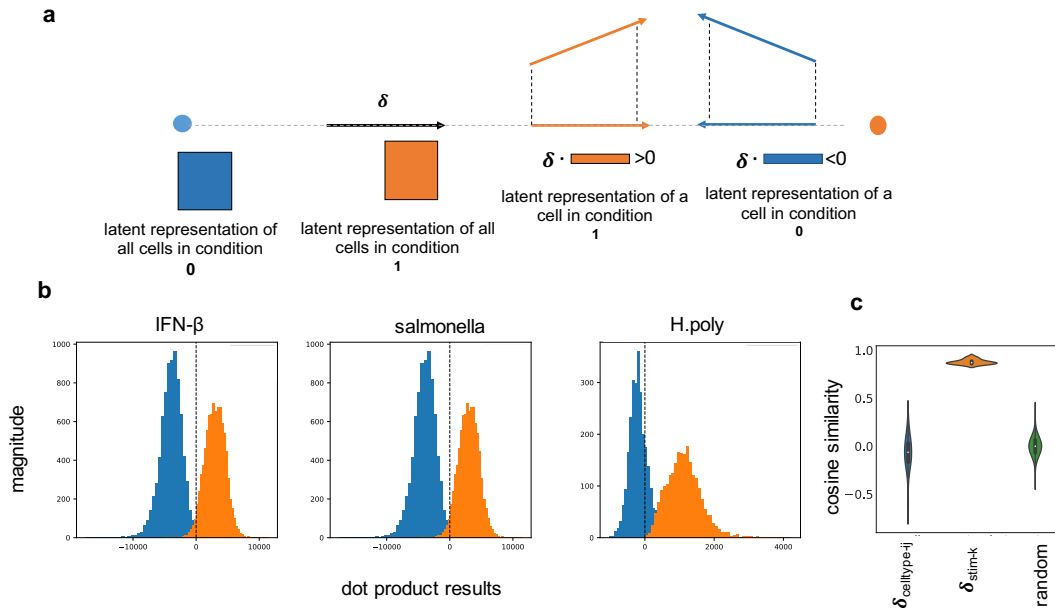 a
δ
δ · >0
δ · <0
latent representation of
all cells in condition
0
latent representation of all
cells in condition
1
latent representation of a
cell in condition
1
latent representation of a
cell in condition
0
b
IFN-β
salmonella
H.poly
magnitude
1000
800
600
400
200
0
−10000
0
10000
1000
800
600
400
200
0
−10000
0
10000
300
200
100
0
0
2000
4000
dot product results
c
cosine similarity
1.0
0.5
0.0
−0.5
δcelltype-ij
δstim-k
random